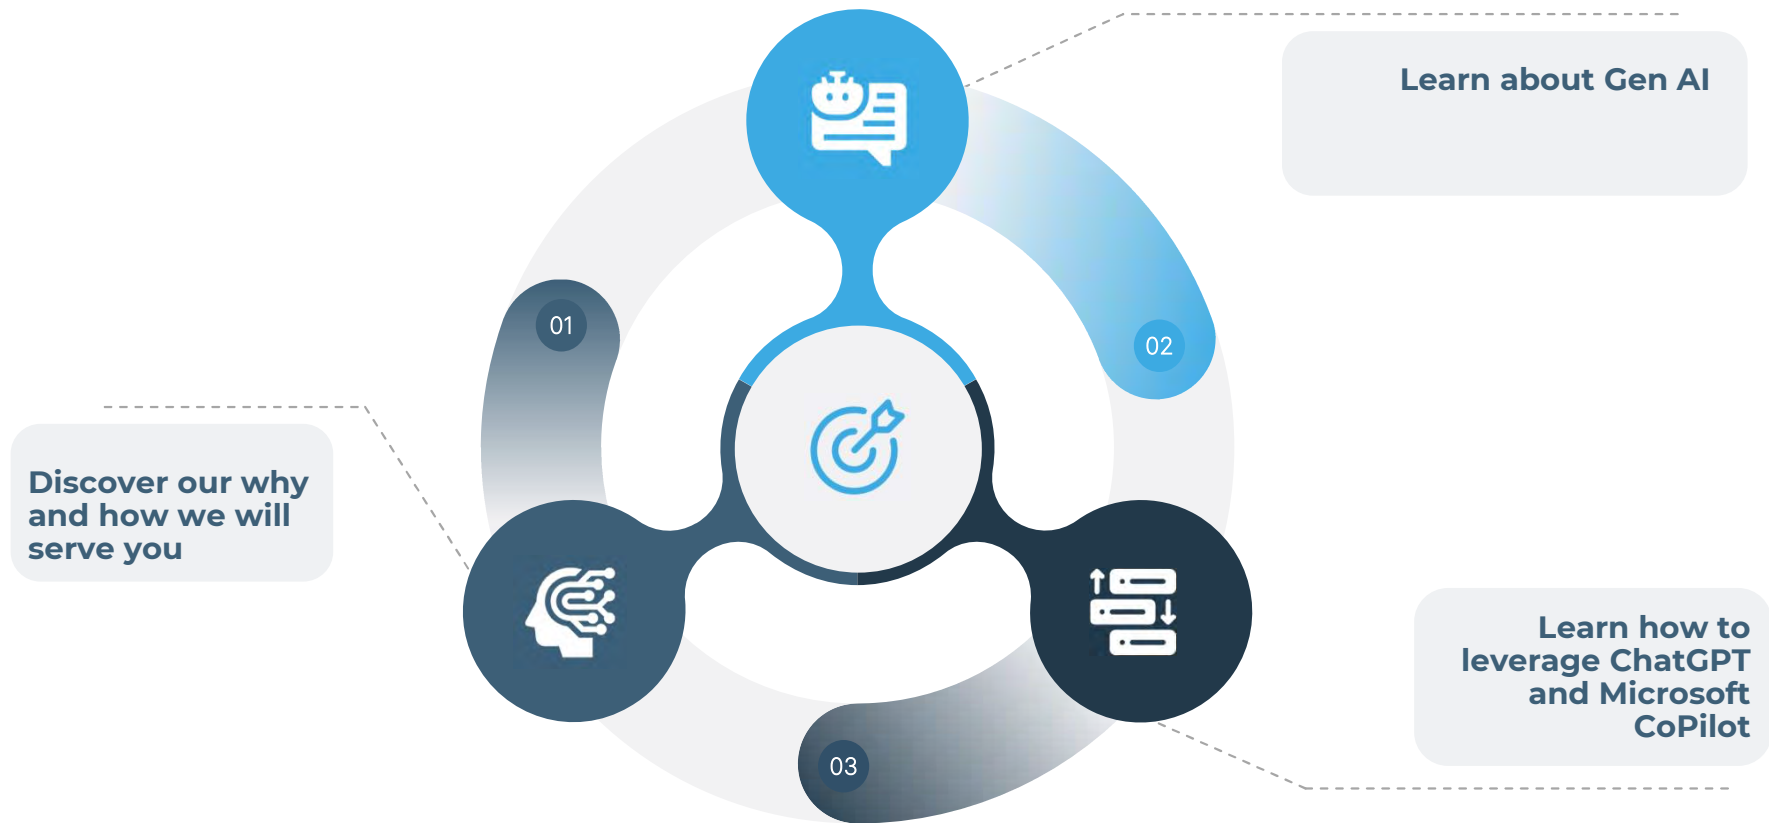 Learn about Gen AI
01
02
Discover our why
and how we will
serve you
Learn how to
leverage ChatGPT
and Microsoft
CoPilot
03